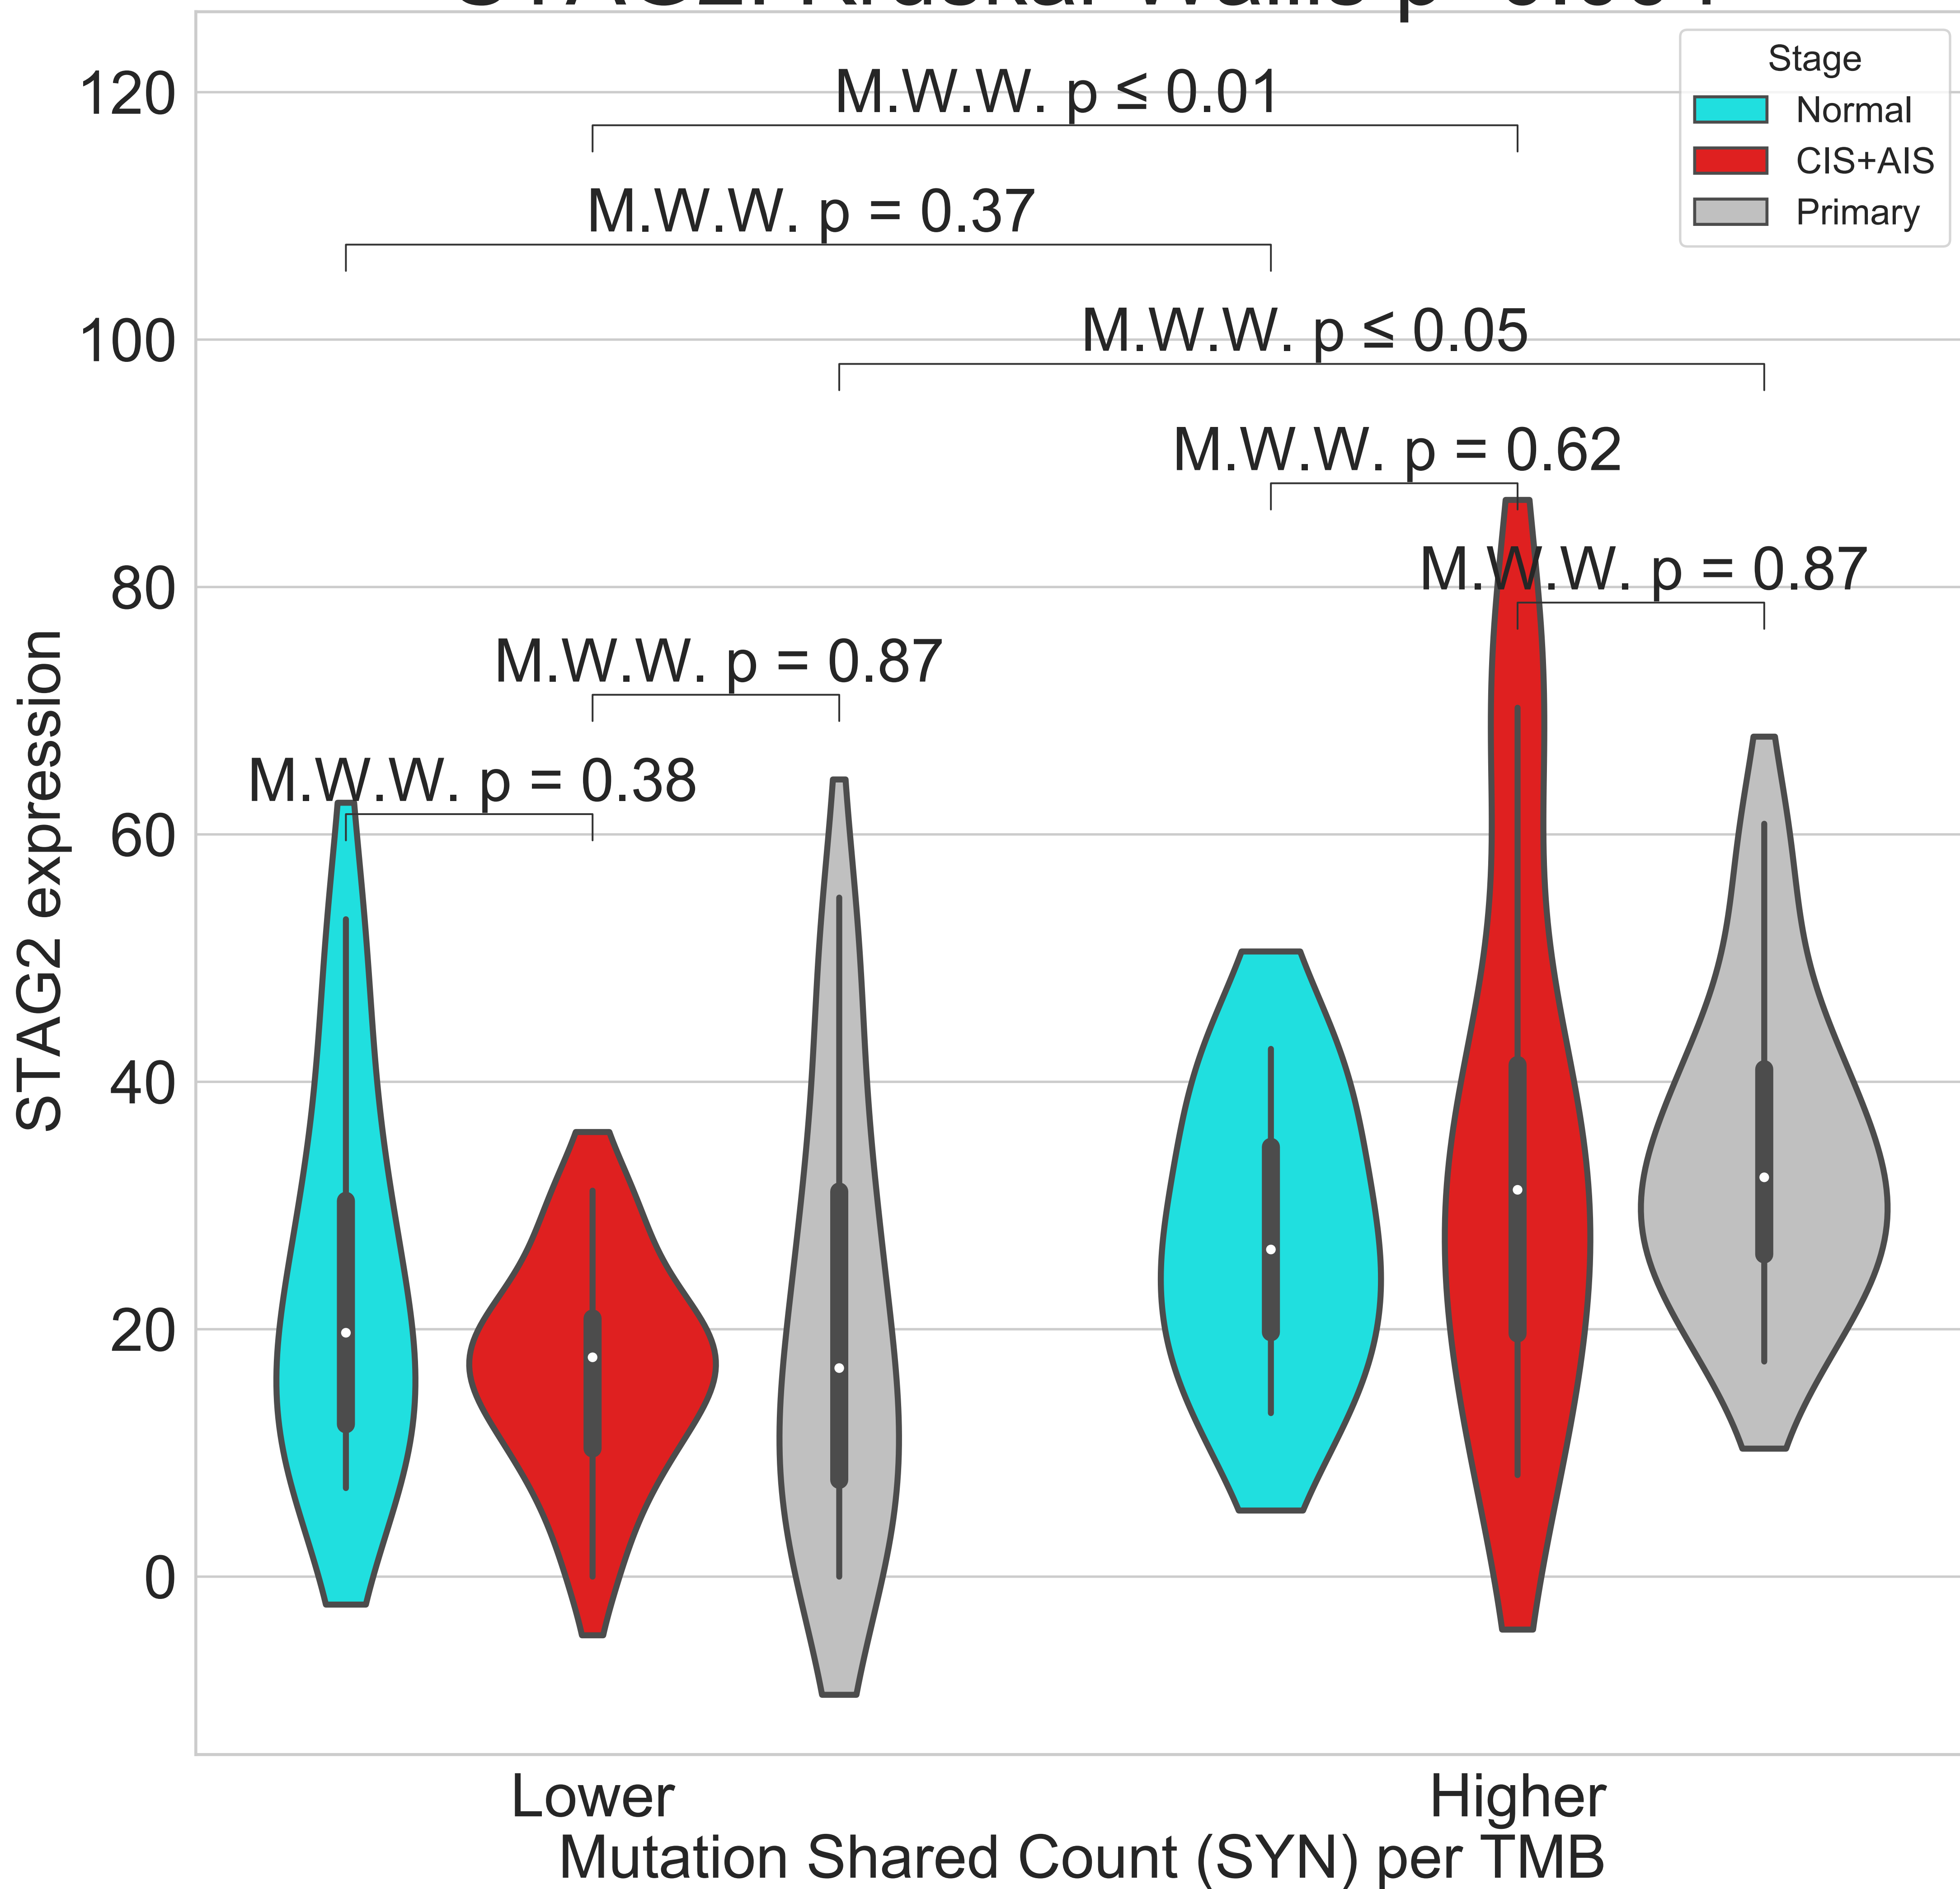 120
M.W.W. p ≤ 0.01
Stage
Normal
CIS+AIS
Primary
M.W.W. p = 0.37
100
M.W.W. p ≤ 0.05
M.W.W. p = 0.62
80
M.W.W. p = 0.87
M.W.W. p = 0.87
M.W.W. p = 0.38
60
STAG2 expression
40
20
0
Lower
Higher
Mutation Shared Count (SYN) per TMB